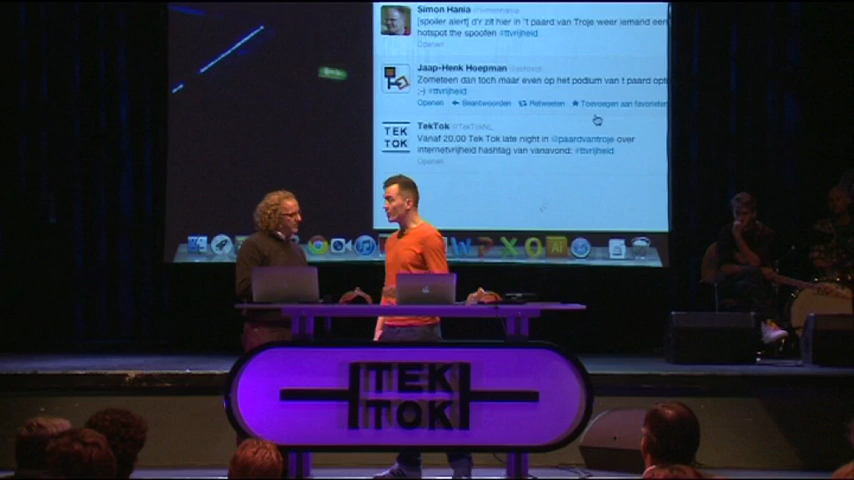 Simon Hania
[spoiler alert] d'r zit hier in 't paard van Troje weer iemand een
hotspot the spoofen #ttvrijheid
Openen
Jaap-Henk Hoepman
Zometeen dan toch maar even op het podium van t paard opt
;-) #ttvrijheid
Openen Beantwoorden Retweeten Toevoegen aan favorieten
TEK
TOK
TekTok @TekTokNL
Vanaf 20.00 Tek Tok late night in @paardvantroje over
internetvrijheid hashtag van vanavond: #ttvrijheid
Openen
TEK
TOK